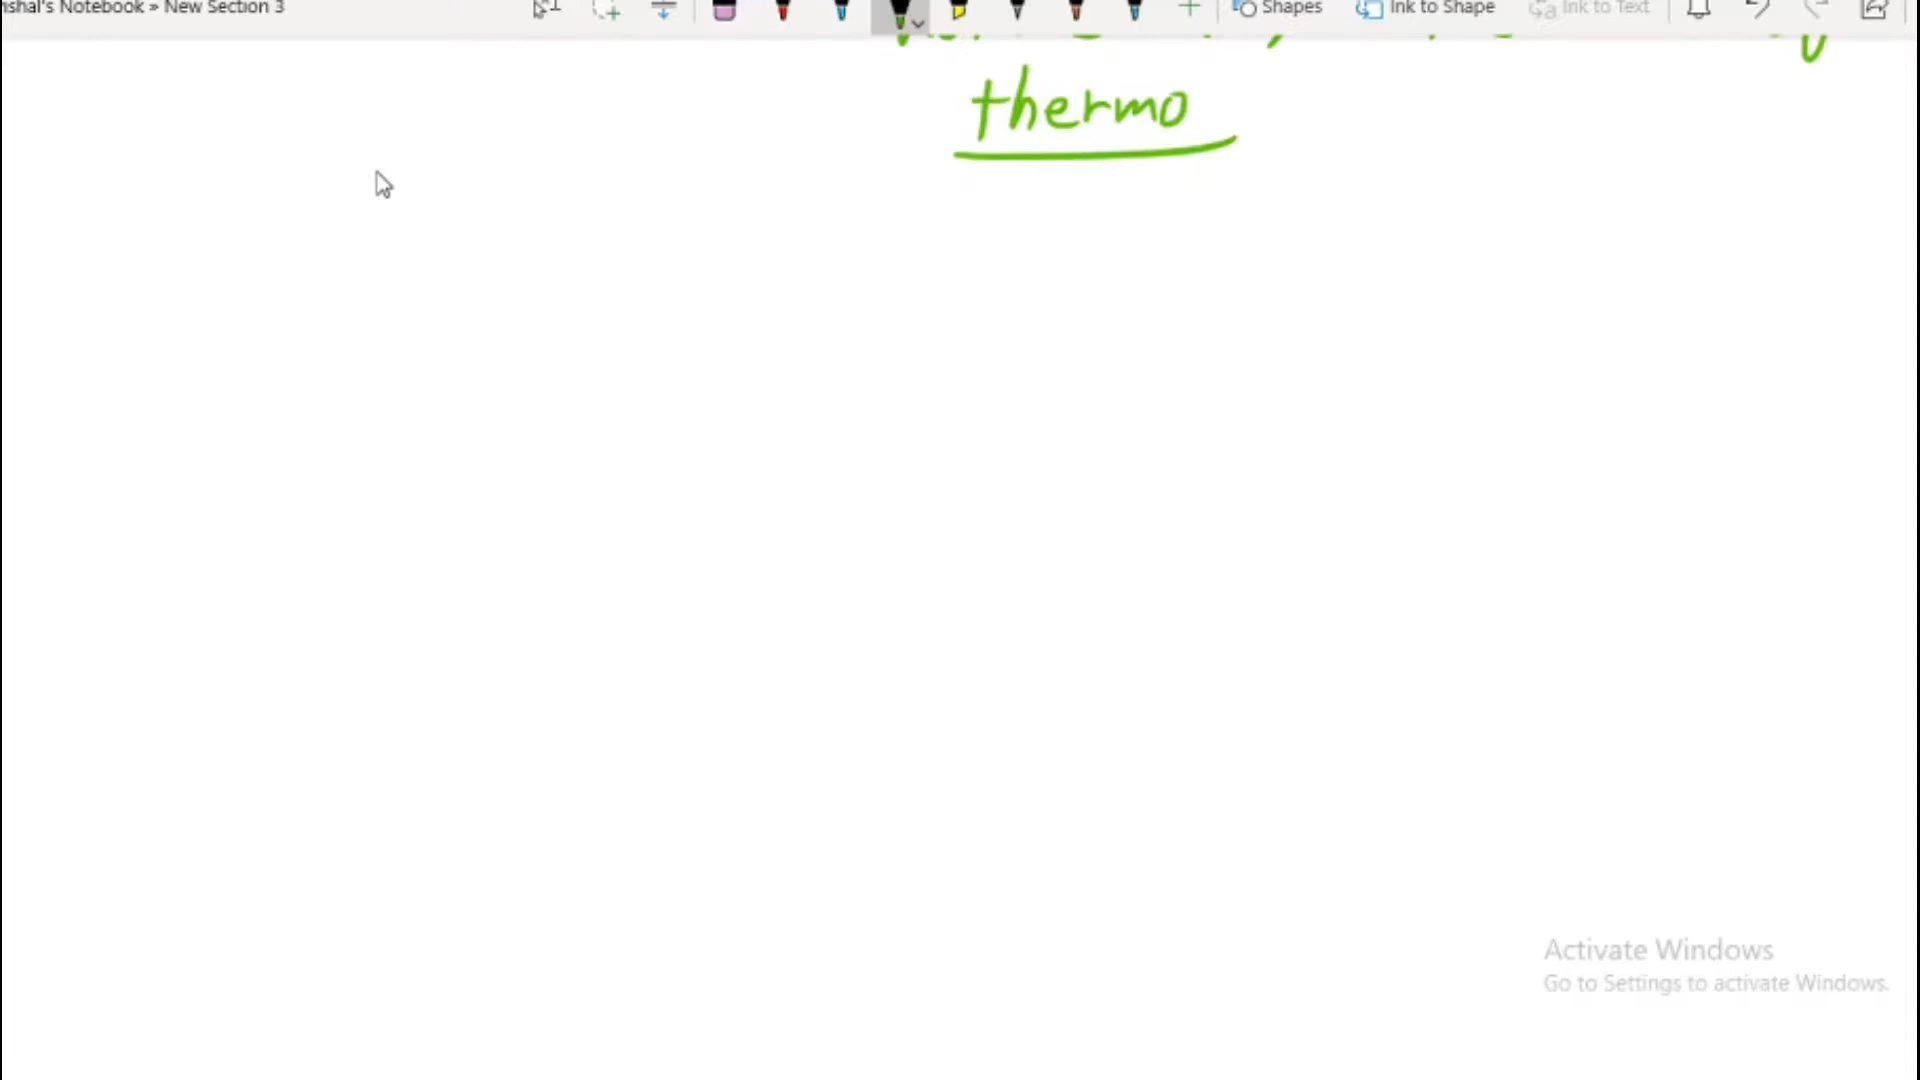 nshal's Notebook » New Section 3
Shapes
Ink to Shape
Ink to Text
thermo
Activate Windows
Go to Settings to activate Windows.